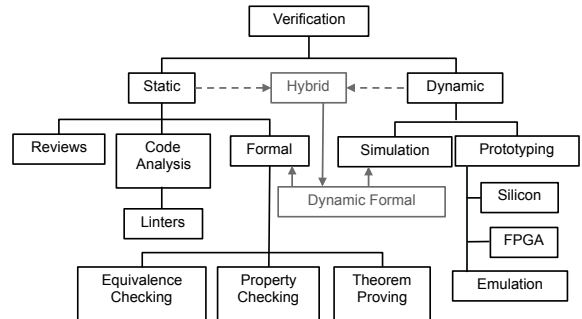 Verification
Static
Hybrid
Dynamic
Reviews
Code
Analysis
Formal
Simulation
Prototyping
Linters
Dynamic Formal
Silicon
FPGA
Emulation
Equivalence
Checking
Property
Checking
Theorem
Proving